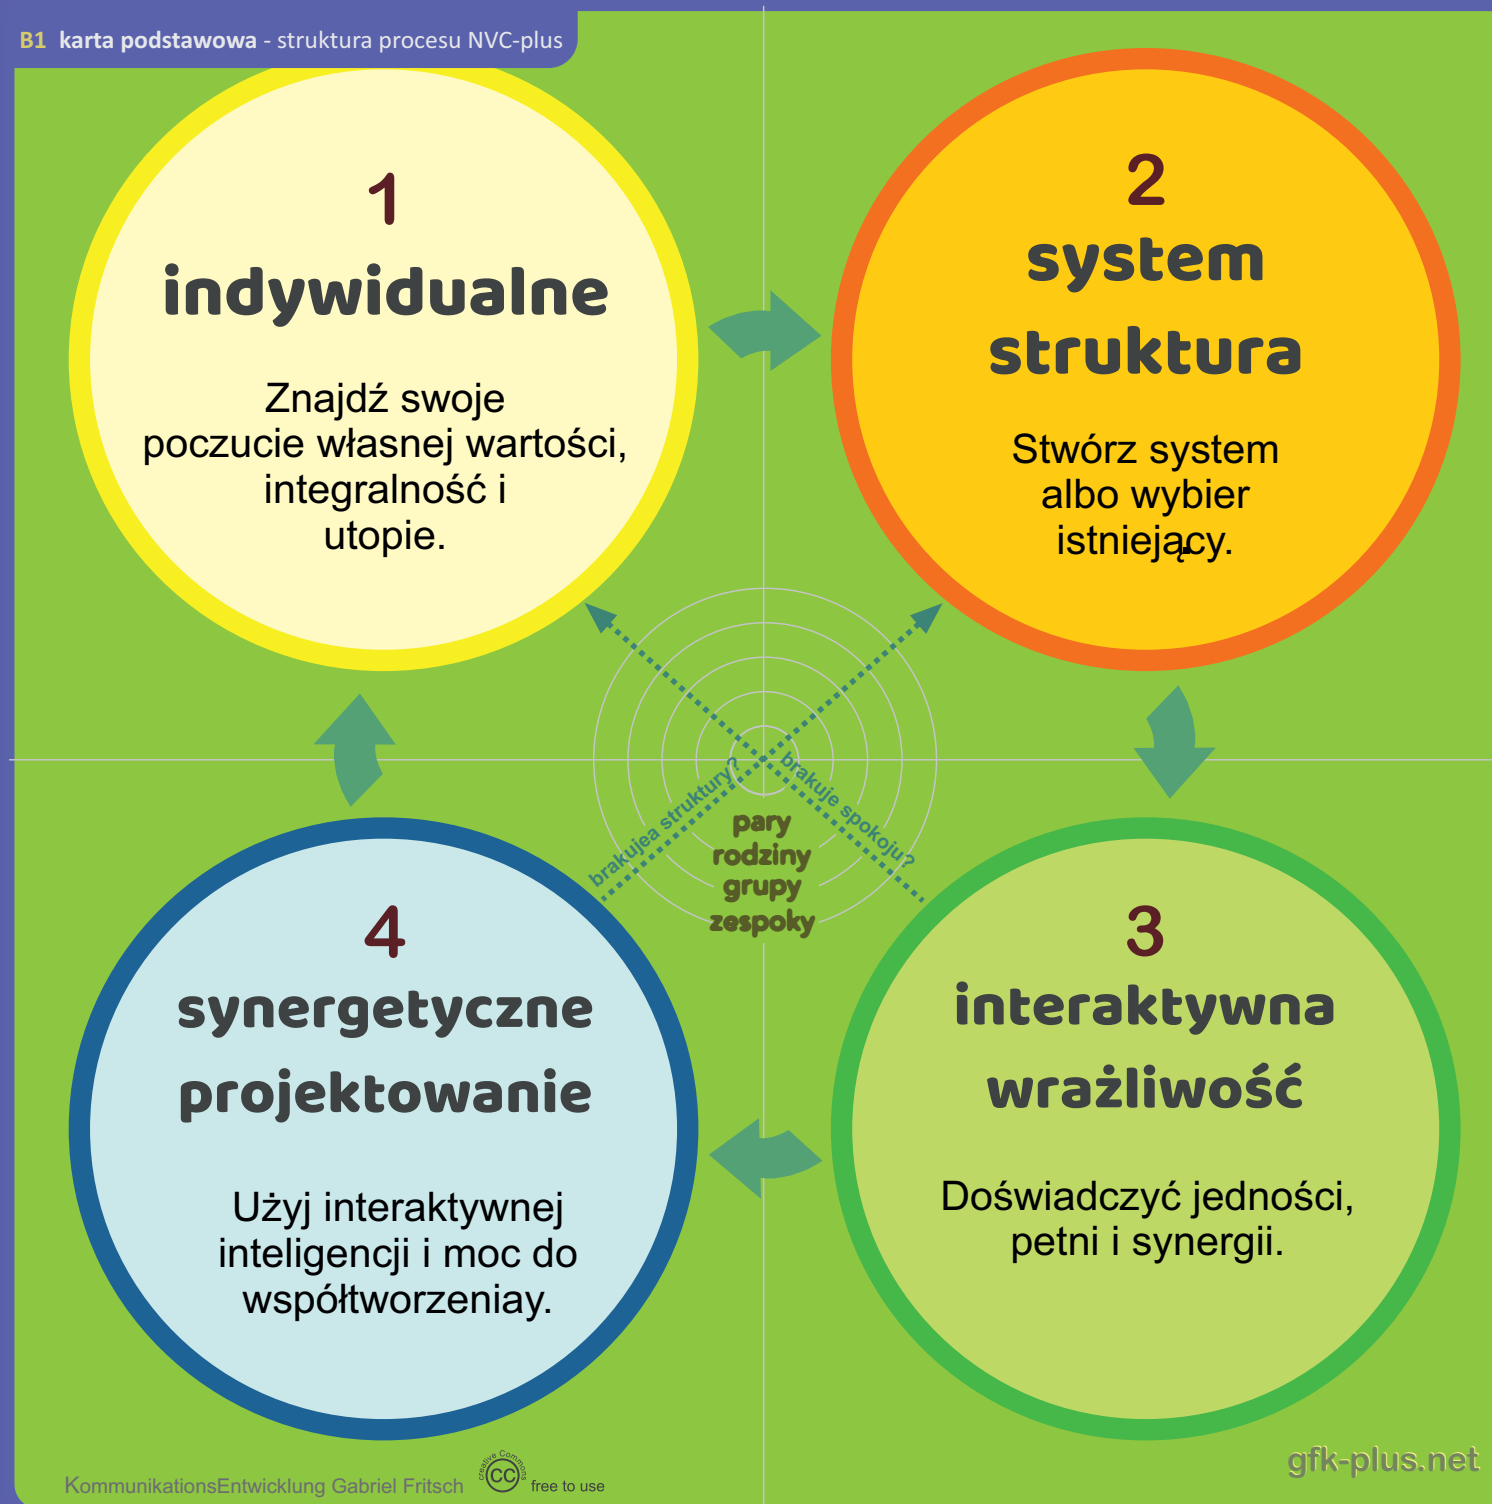 B1 karta podstawowa - struktura procesu NVC-plus
1
indywidualne
Znajdź swoje
poczucie własnej wartości,
integralność i
utopie.
2
system
struktura
Stwórz system
albo wybier
istniejący.
brakujea struktury?
brakuje spokoju?
pary
rodziny
grupy
zespoky
4
synergetyczne
projektowanie
Użyj interaktywnej
inteligencji i moc do
współtworzeniay.
3
interaktywna
wrażliwość
Doświadczyć jedności,
petni i synergii.
KommunikationsEntwicklung Gabriel Fritsch
creative Commons
CC
free to use
gfk-plus.net